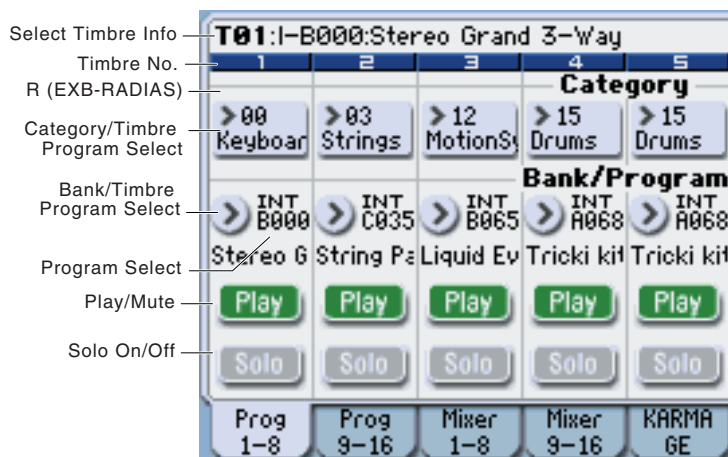 Select Timbre Info
T01:I-B000:Stereo Grand 3-Way
Timbre No.
1 2 3 4 5
R (EXB-RADIAS)
Category
Category/Timbre
Program Select
00 03 12 15 15
Keyboar Strings MotionSy Drums Drums
Bank/Program
Bank/Timbre
Program Select
INT INT INT INT INT
B000 C035 B065 A068 A068
Stereo G String Pa Liquid Ev Tricki kit Tricki kit
Program Select
Play/Mute
Play Play Play Play Play
Solo On/Off
Solo Solo Solo Solo Solo
Prog Prog Mixer Mixer KARMA
1-8 9-16 1-8 9-16 GE